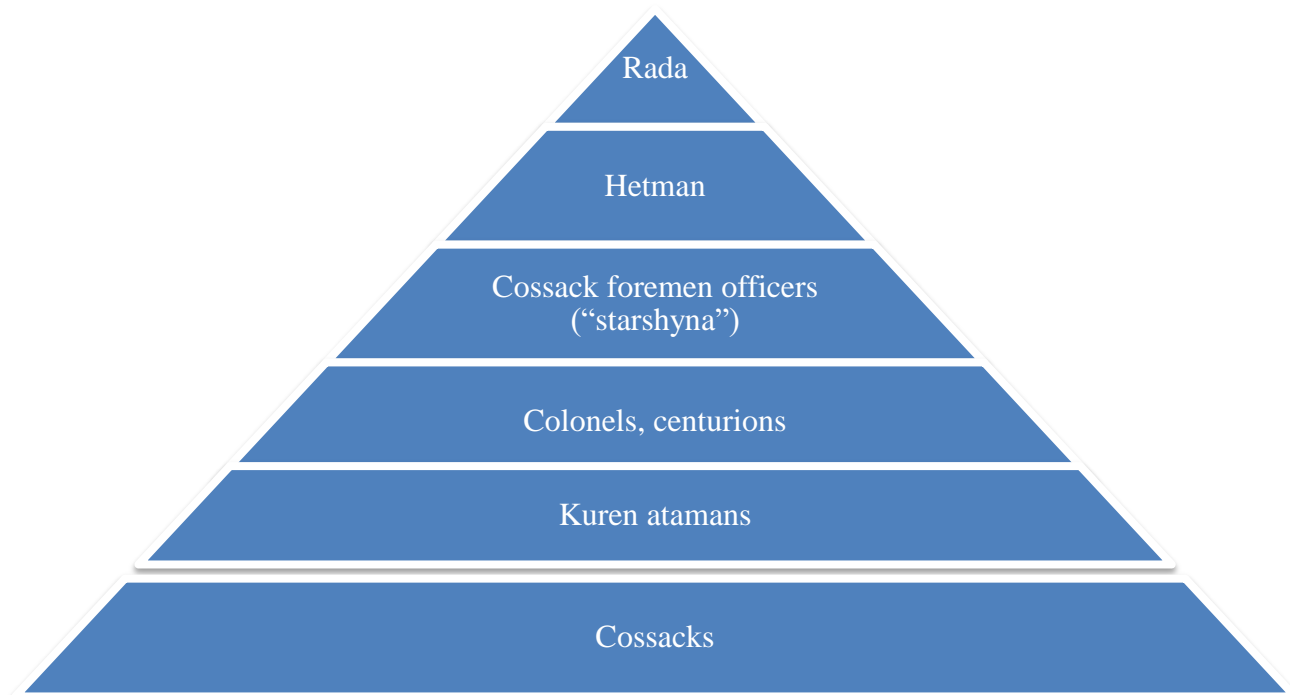 Rada
Hetman
Cossack foremen officers
(“starshyna”)
Colonels, centurions
Kuren atamans
Cossacks